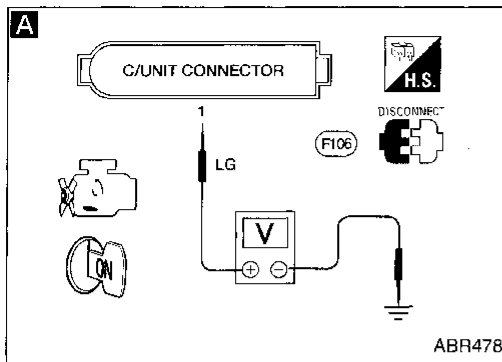 A
C/UNIT CONNECTOR
H.S.
DISCONNECT
1
F106
LG
V
ON
ABR478